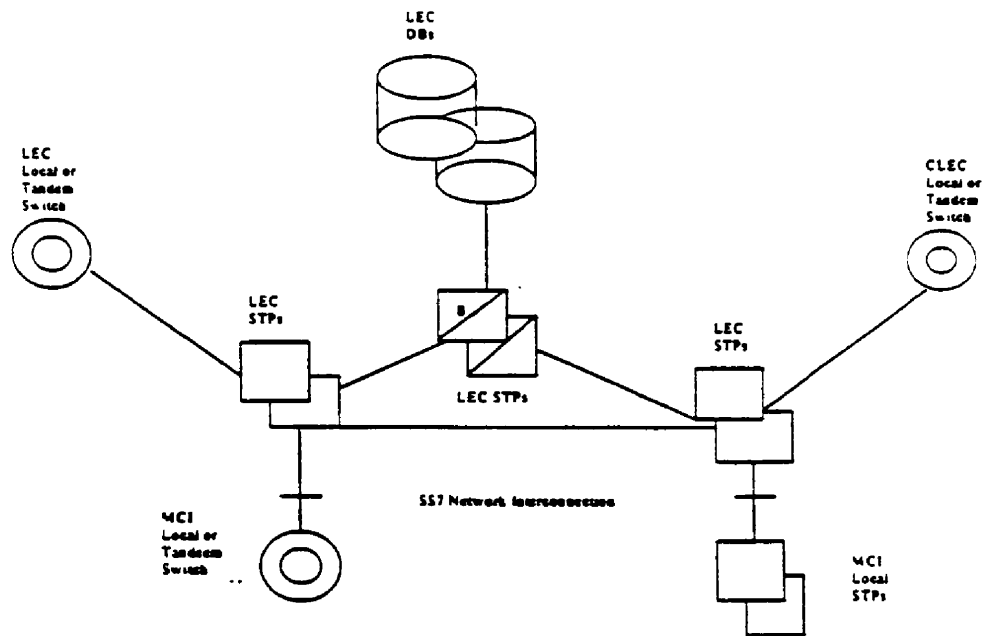 LEC
DBs
LEC
Local or
Tandem
Switch
CLEC
Local or
Tandem
Switch
LEC
STPs
8
LEC STPs
LEC
STPs
SS7 Network Interconnection
MCI
Local or
Tandem
Switch
MCI
Local
STPs